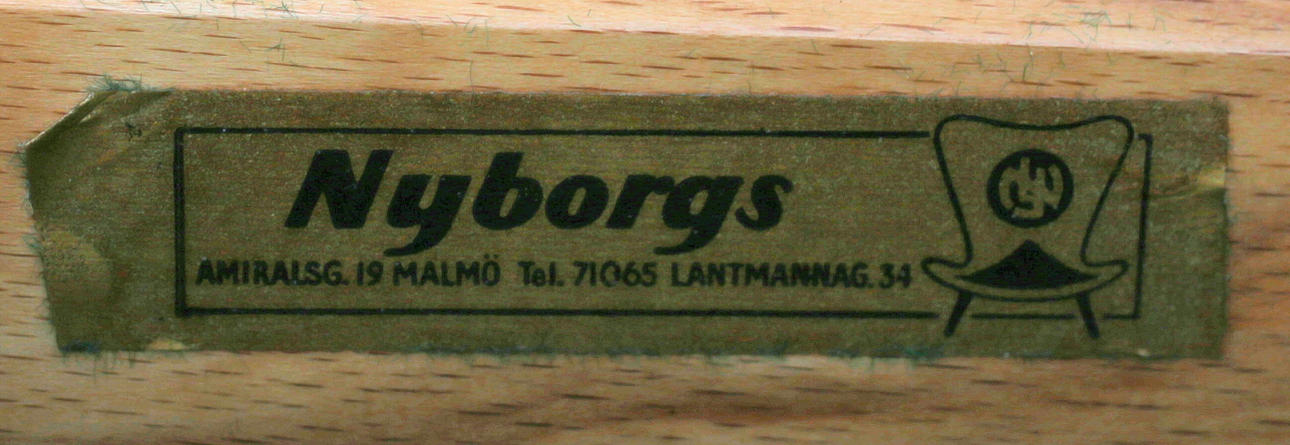 Nyborgs
AMIRALSG. 19 MALMÖ Tel. 71065 LANTMANNAG. 34